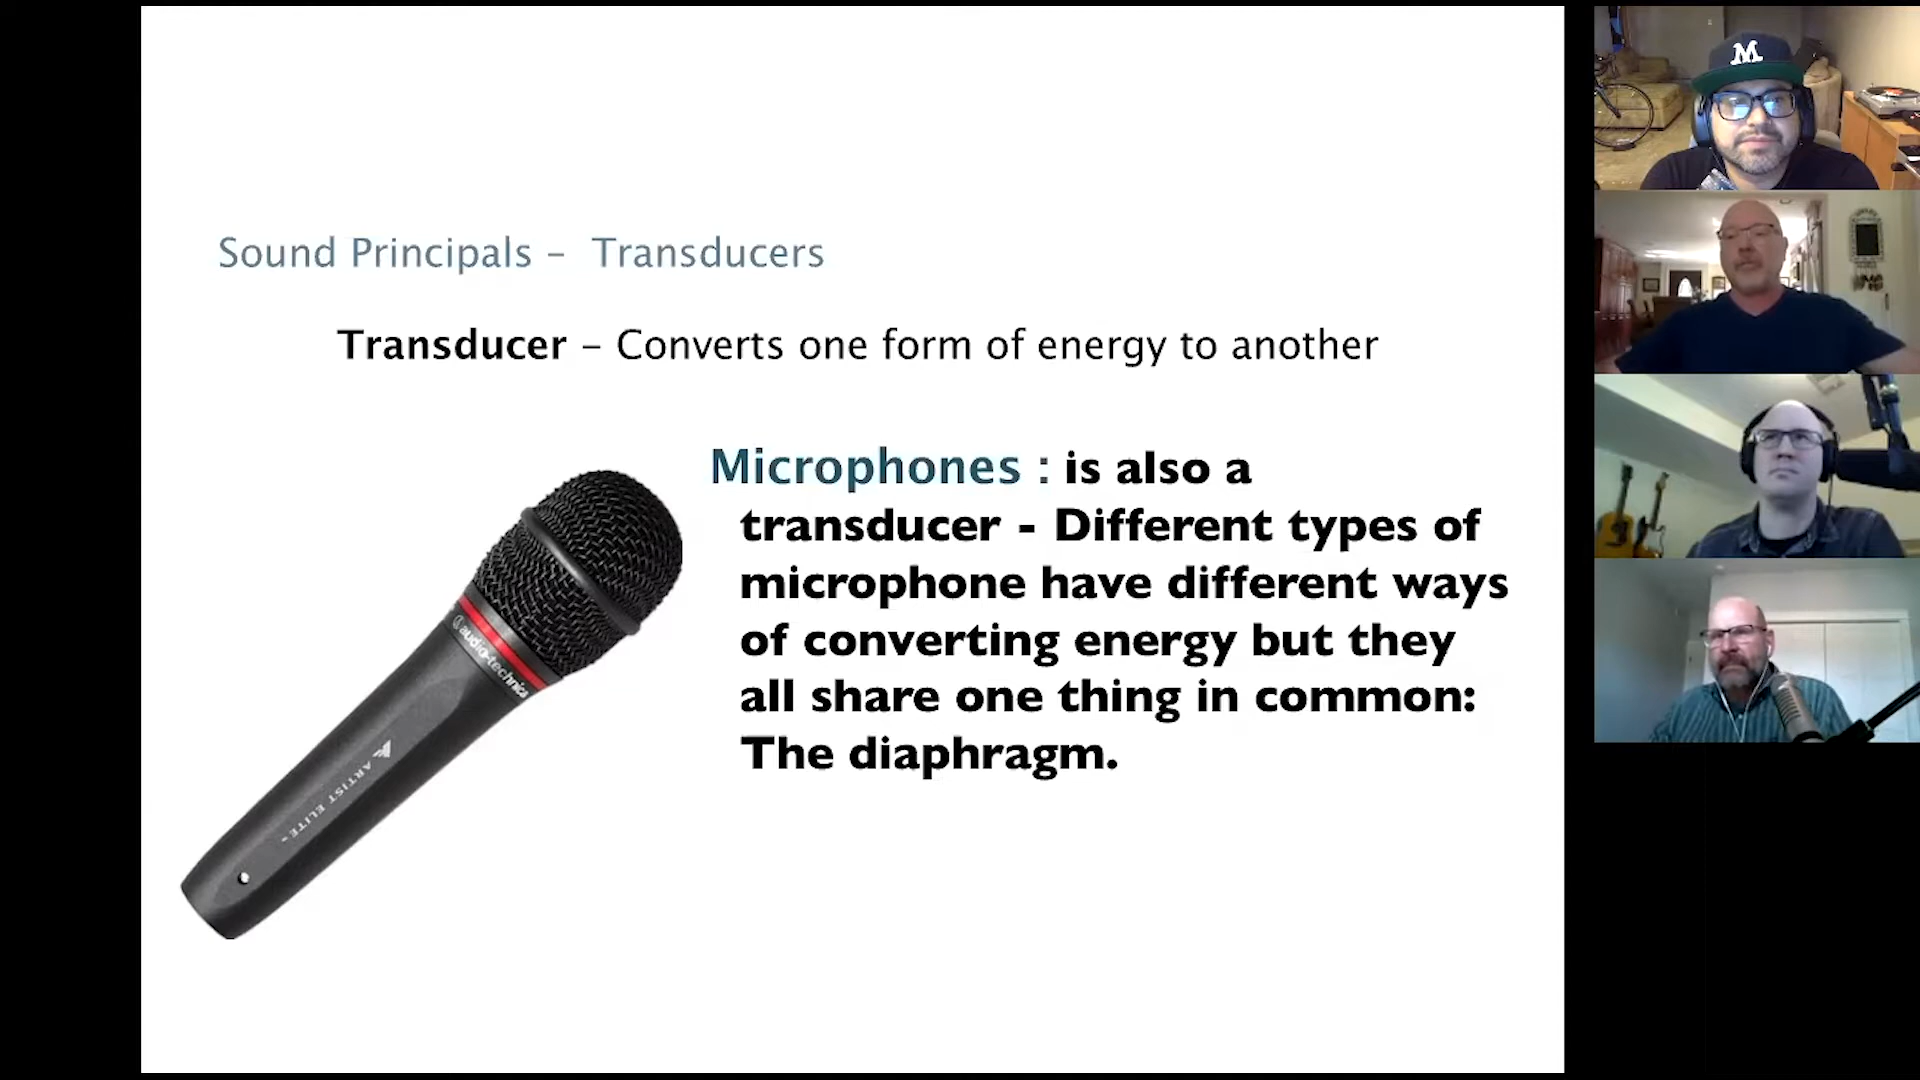 Sound Principals – Transducers
Transducer – Converts one form of energy to another
Microphones : is also a
transducer - Different types of
microphone have different ways
of converting energy but they
all share one thing in common:
The diaphragm.
audio-technica
ARTIST ELITE
M